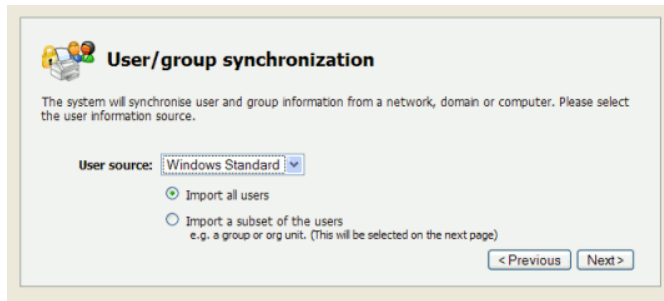 User/group synchronization
The system will synchronise user and group information from a network, domain or computer. Please select
the user information source.
User source: Windows Standard
Import all users
Import a subset of the users
e.g. a group or org unit. (This will be selected on the next page)
< Previous Next >